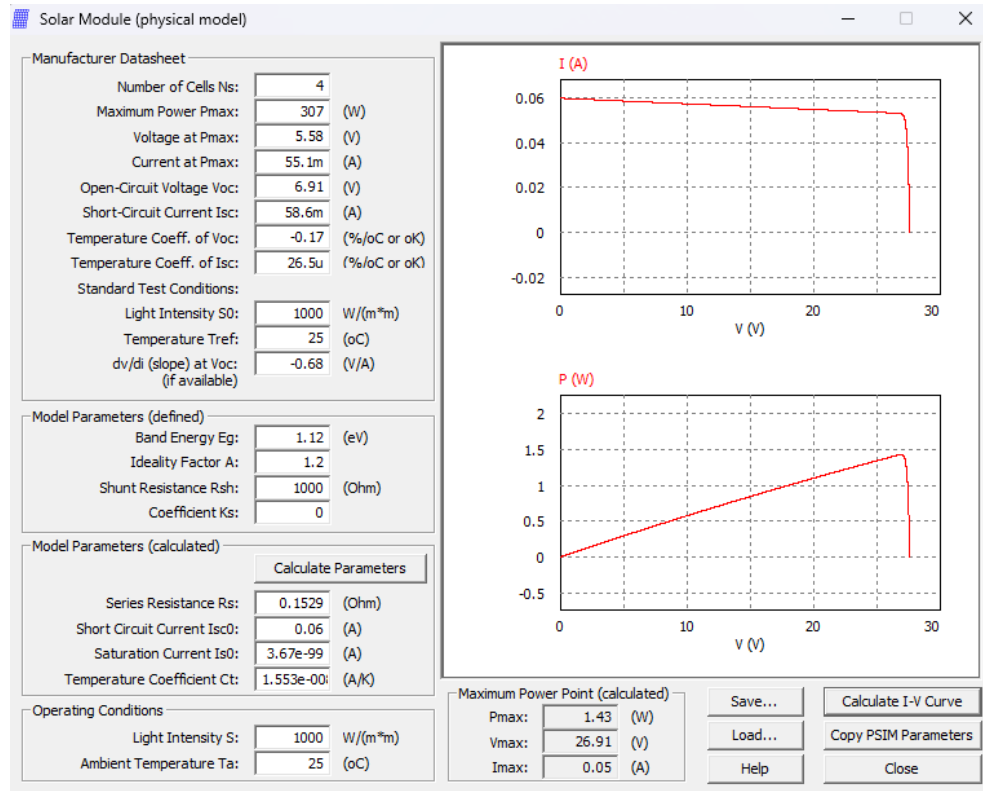 Solar Module (physical model)
Manufacturer Datasheet
Number of Cells Ns: 4
Maximum Power Pmax: 307 (W)
Voltage at Pmax: 5.58 (V)
Current at Pmax: 55.1m (A)
Open-Circuit Voltage Voc: 6.91 (V)
Short-Circuit Current Isc: 58.6m (A)
Temperature Coeff. of Voc: -0.17 (%/oC or oK)
Temperature Coeff. of Isc: 26.5u (%/oC or oK)
Standard Test Conditions:
Light Intensity S0: 1000 W/(m*m)
Temperature Tref: 25 (oC)
dv/di (slope) at Voc: -0.68 (V/A)
(if available)
Model Parameters (defined)
Band Energy Eg: 1.12 (eV)
Ideality Factor A: 1.2
Shunt Resistance Rsh: 1000 (Ohm)
Coefficient Ks: 0
Model Parameters (calculated)
Calculate Parameters
Series Resistance Rs: 0.1529 (Ohm)
Short Circuit Current Isc0: 0.06 (A)
Saturation Current Is0: 3.67e-99 (A)
Temperature Coefficient Ct: 1.553e-00 (A/K)
Operating Conditions
Light Intensity S: 1000 W/(m*m)
Ambient Temperature Ta: 25 (oC)
I (A)
0.06
0.04
0.02
0
-0.02
0 10 20 30
V (V)
P (W)
2
1.5
1
0.5
0
-0.5
0 10 20 30
V (V)
Maximum Power Point (calculated)
Pmax: 1.43 (W)
Vmax: 26.91 (V)
Imax: 0.05 (A)
Save...
Load...
Help
Calculate I-V Curve
Copy PSIM Parameters
Close